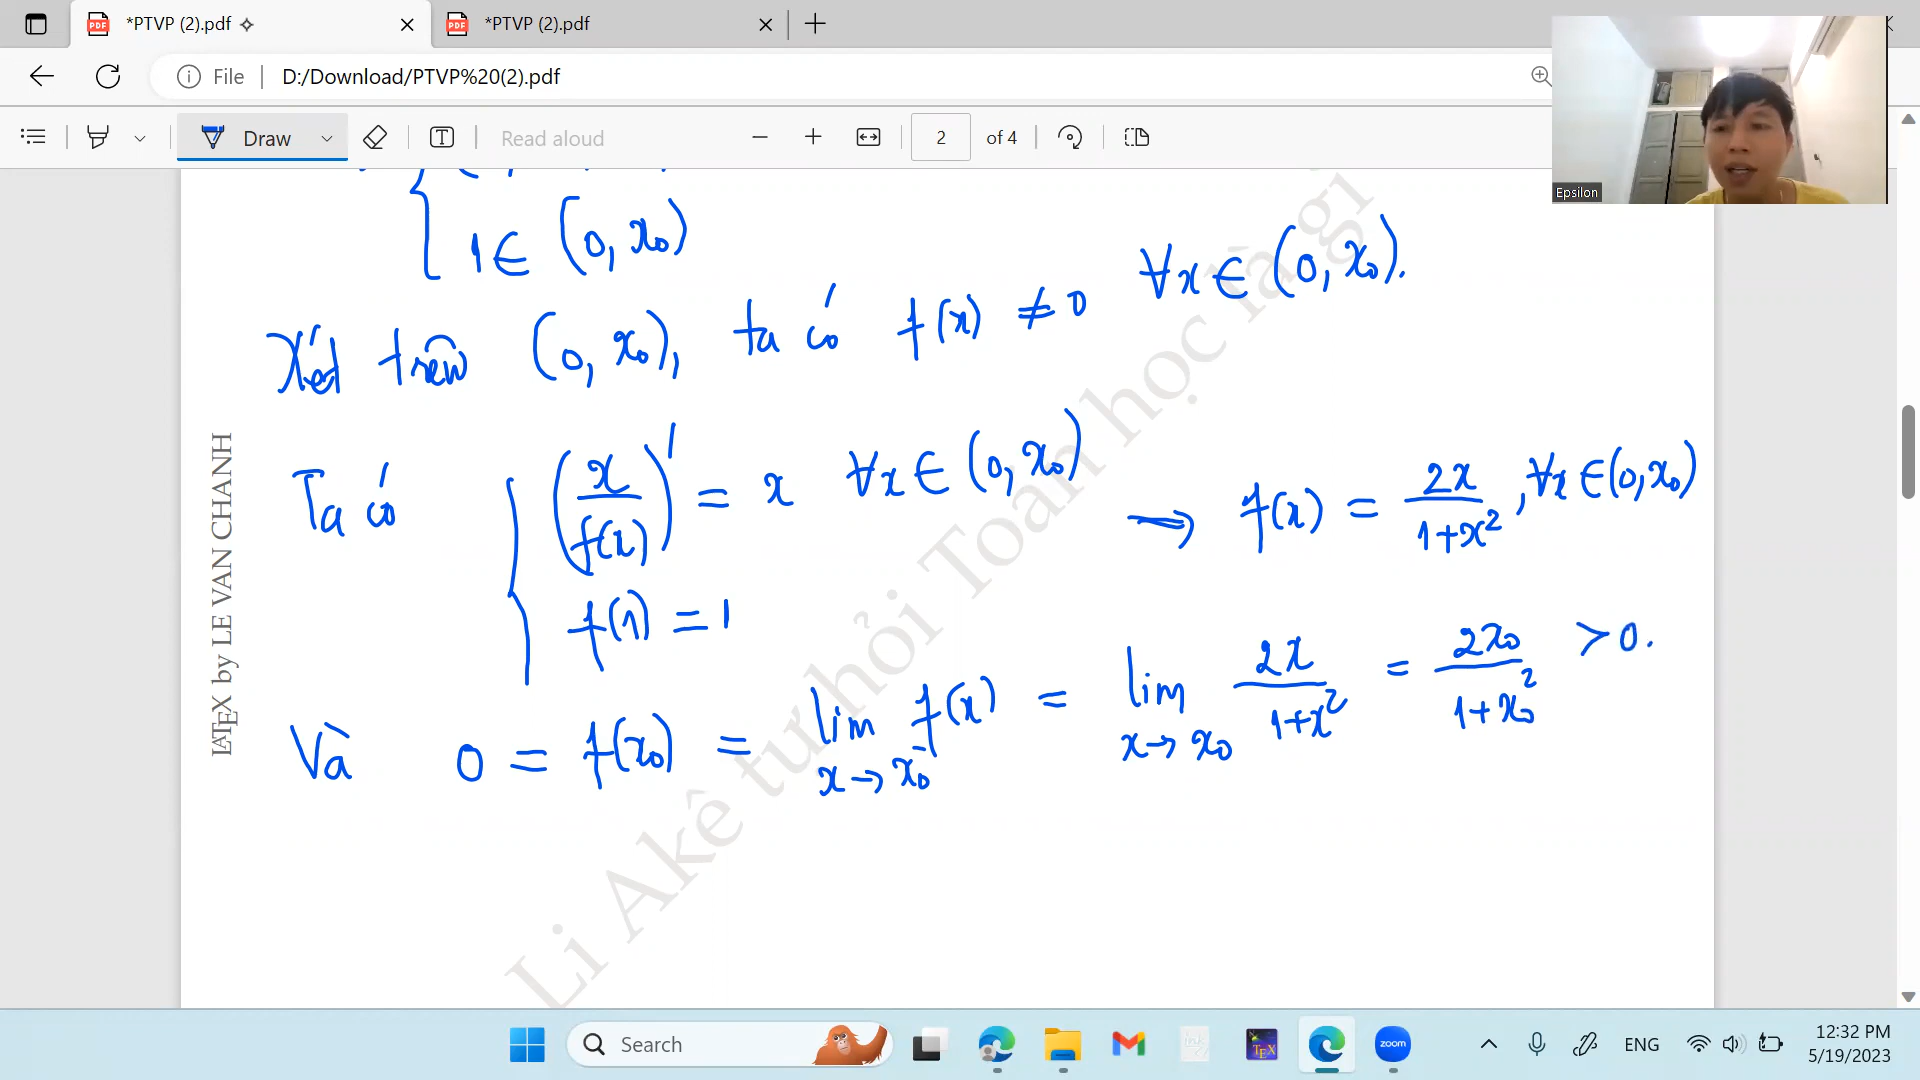 *PTVP (2).pdf
*PTVP (2).pdf
File D:/Download/PTVP%20(2).pdf
Draw Read aloud 2 of 4
Epsilon
1 ∈ (0, x₀)
Xét trên (0, x₀), ta có f(x) ≠ 0 ∀x ∈ (0, x₀).
Ta có { (x/f(x))' = x ∀x ∈ (0, x₀) → f(x) = 2x/(1+x²), ∀x ∈ (0, x₀)
f(1) = 1
Và 0 = f(x₀) = lim x→x₀⁻ f(x) = lim x→x₀ 2x/(1+x²) = 2x₀/(1+x₀²) > 0.
LATEX by LE VAN CHANH
Li Akê tư hỏi Toán học là gì
Search
TEX
zoom
ENG
12:32 PM
5/19/2023